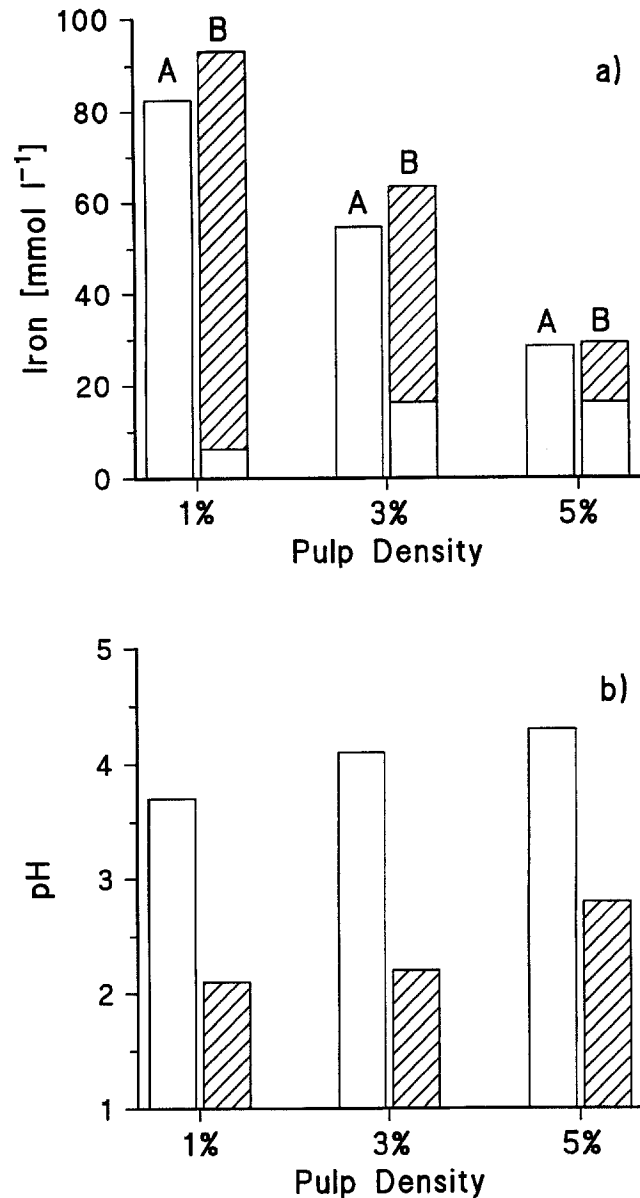 a)
Iron [mmol l⁻¹]
100
80
60
40
20
0
A B
A B
A B
1% 3% 5%
Pulp Density
b)
pH
5
4
3
2
1
1% 3% 5%
Pulp Density